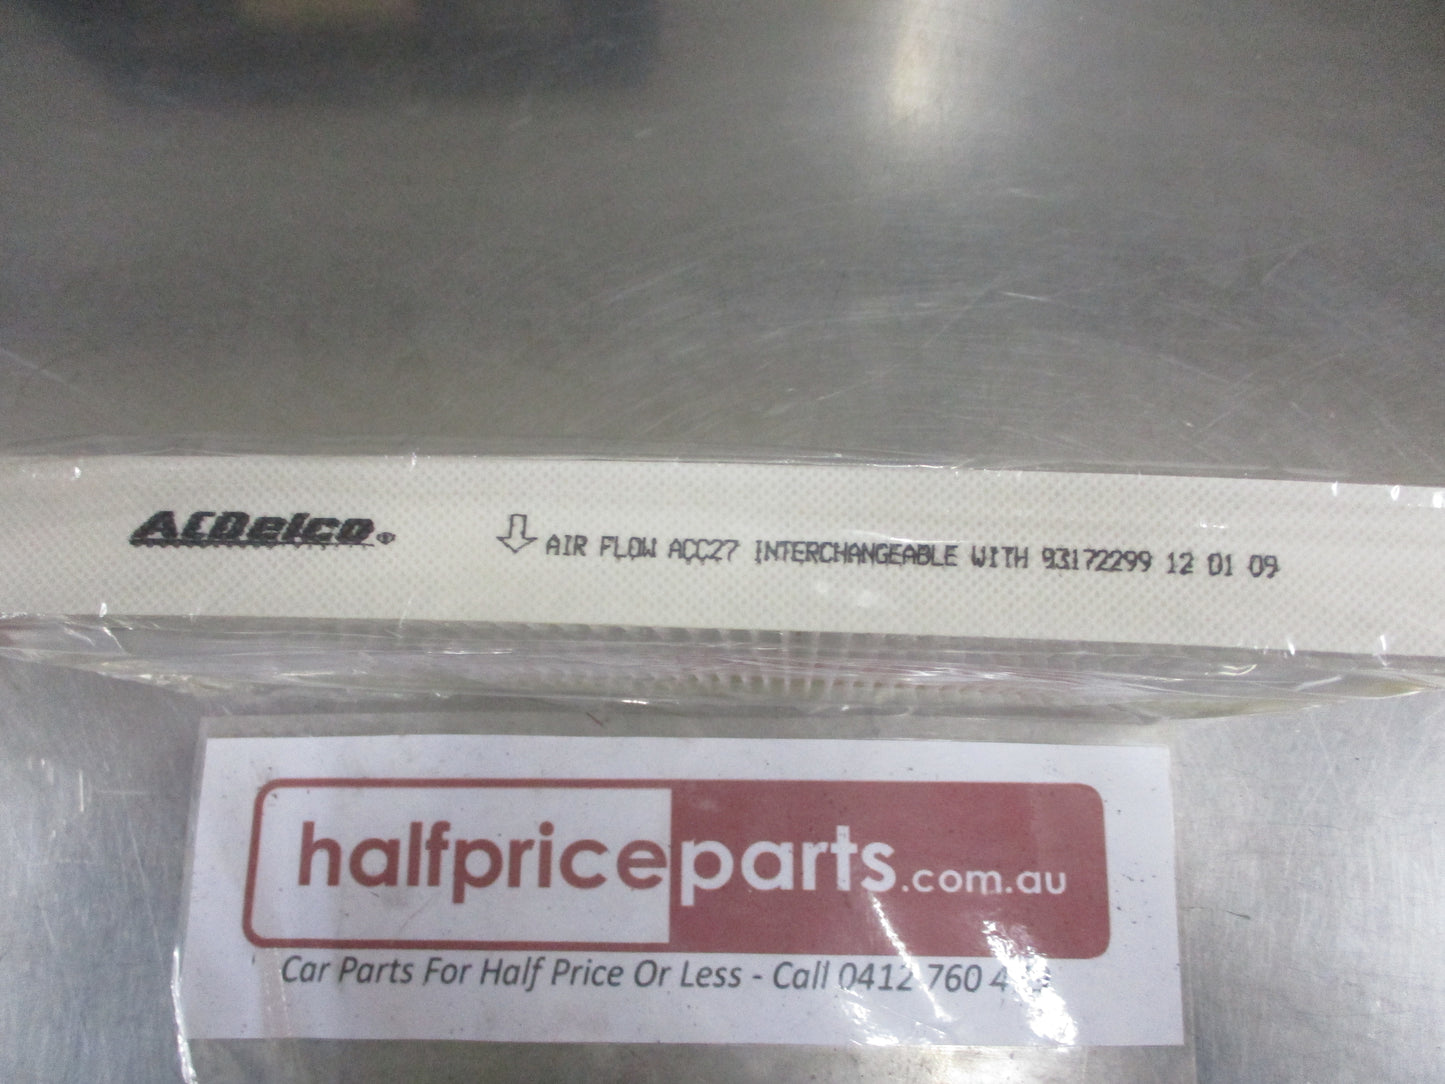 ACDelco®
AIR FLOW ACC27 INTERCHANGEABLE WITH 93172299 12 01 09
halfpriceparts.com.au
Car Parts For Half Price Or Less - Call 0412 760